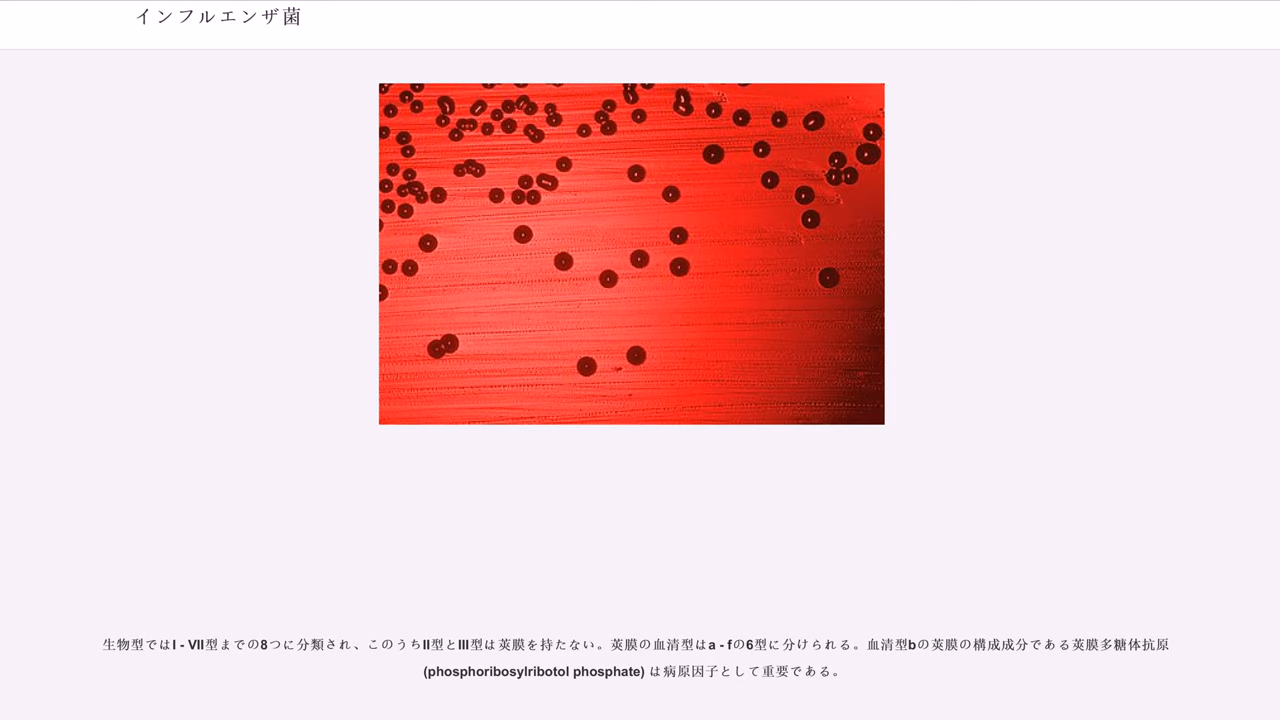 インフルエンザ菌
生物型ではI - VII型までの8つに分類され、このうちII型とIII型は莢膜を持たない。莢膜の血清型はa - fの6型に分けられる。血清型bの莢膜の構成成分である莢膜多糖体抗原
(phosphoribosylribotol phosphate) は病原因子として重要である。